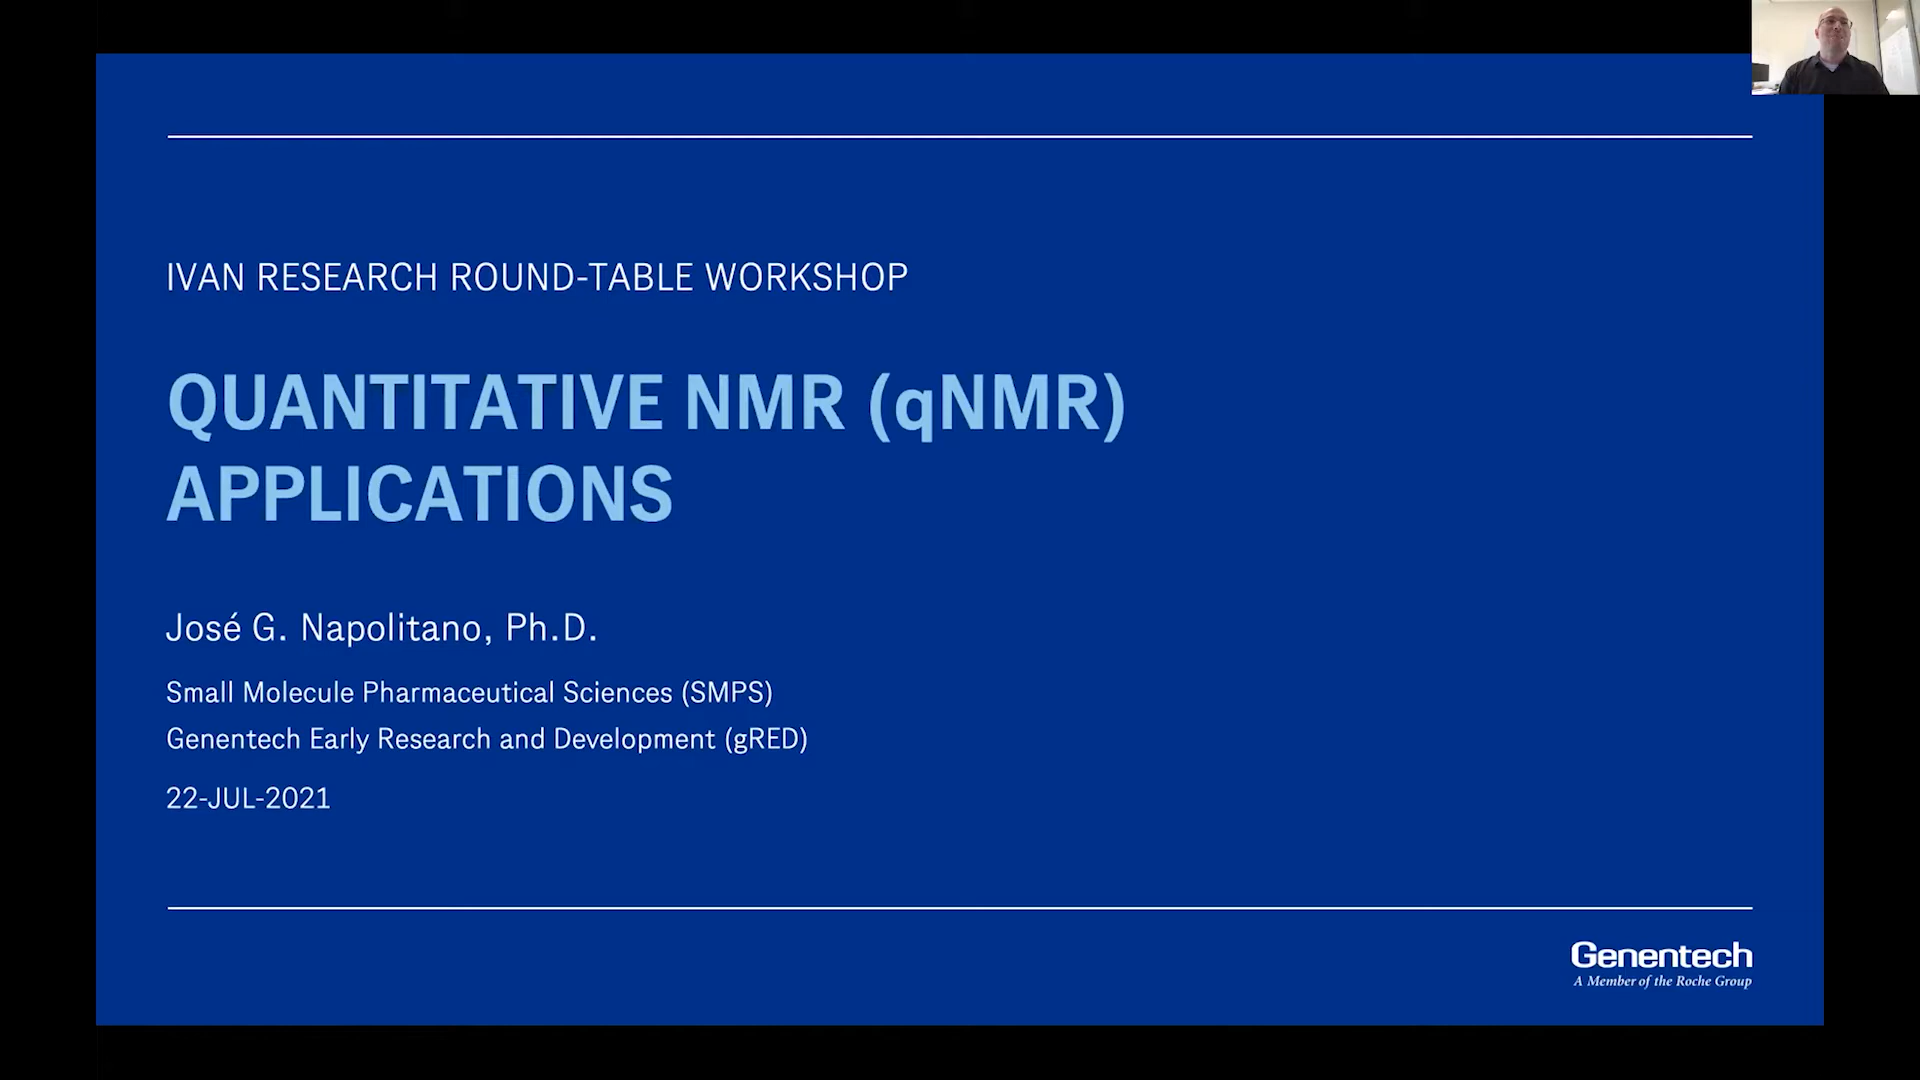 IVAN RESEARCH ROUND-TABLE WORKSHOP
QUANTITATIVE NMR (qNMR)
APPLICATIONS
José G. Napolitano, Ph.D.
Small Molecule Pharmaceutical Sciences (SMPS)
Genentech Early Research and Development (gRED)
22-JUL-2021
Genentech
A Member of the Roche Group